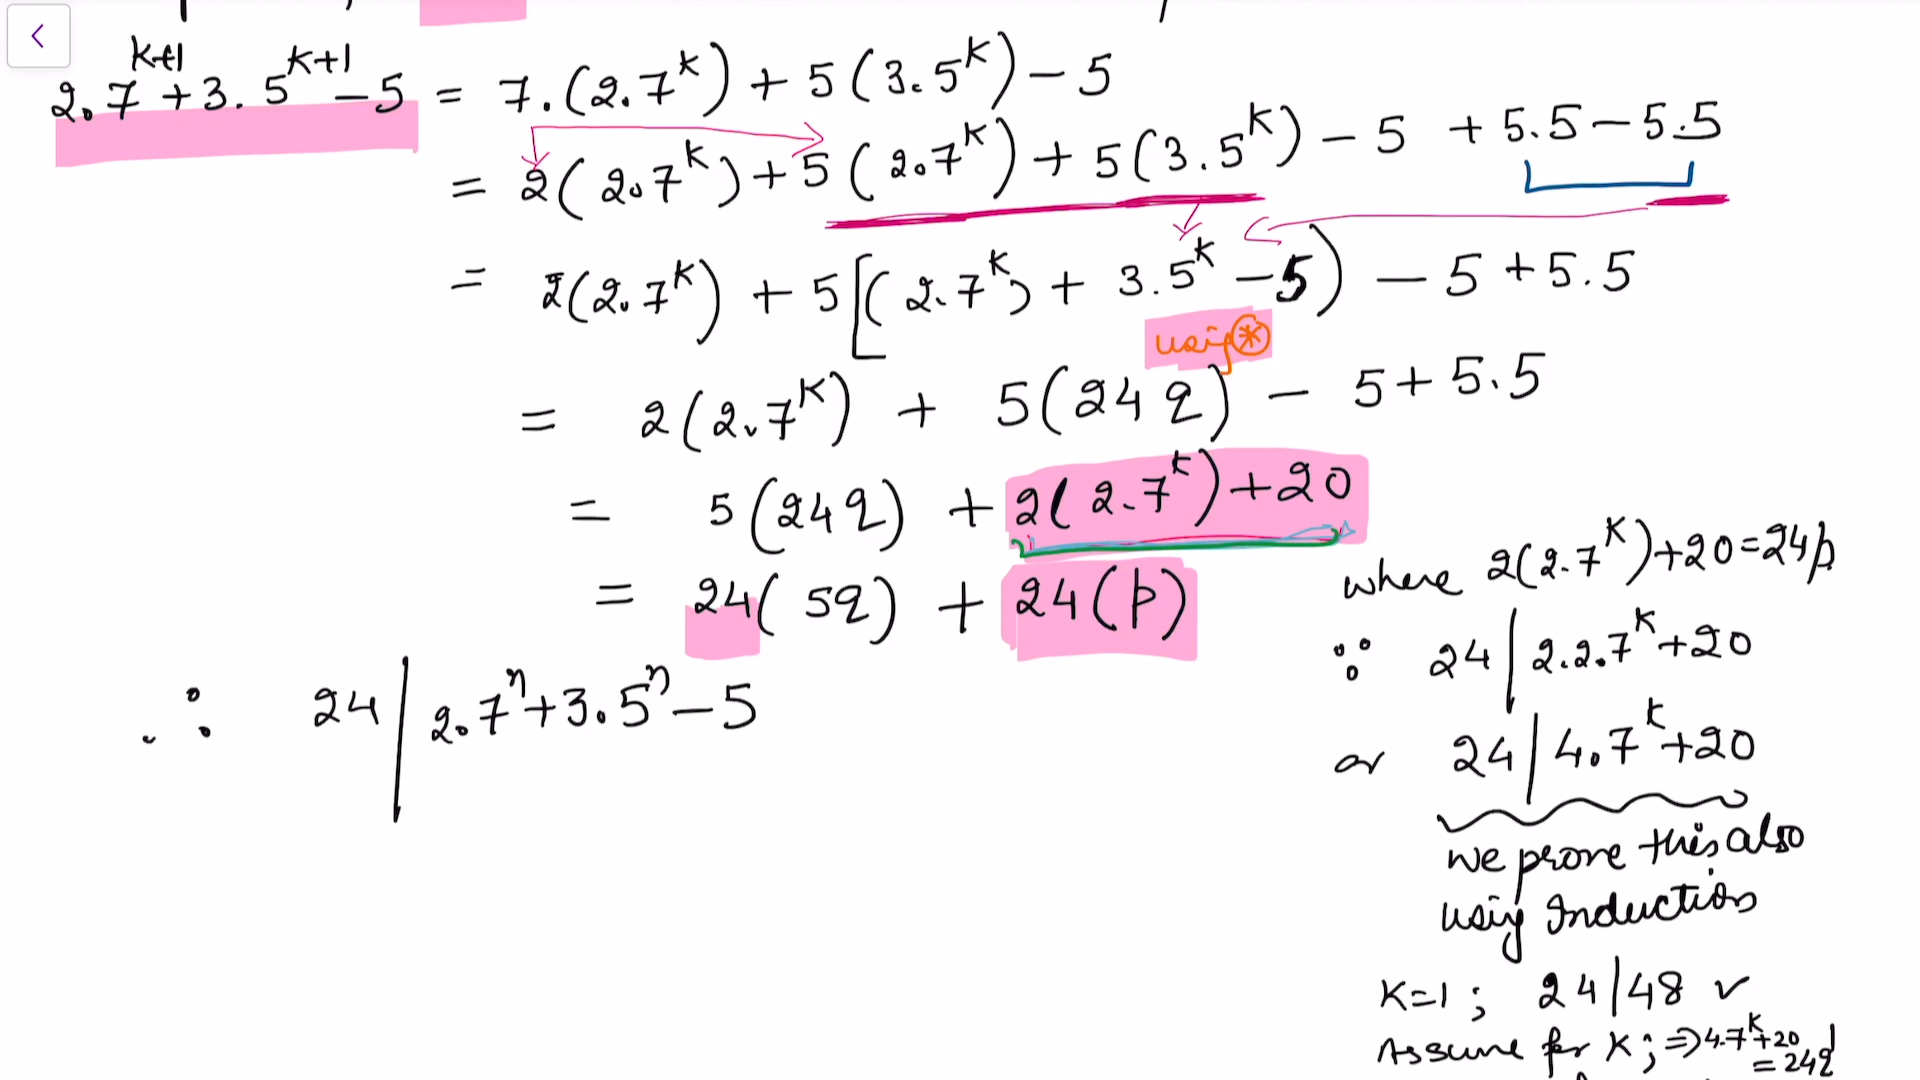 2.7^{k+1} + 3.5^{k+1} - 5 = 7.(2.7^k) + 5(3.5^k) - 5
= 2(2.7^k) + 5(2.7^k) + 5(3.5^k) - 5 + 5.5 - 5.5
= 2(2.7^k) + 5[(2.7^k) + 3.5^k - 5) - 5 + 5.5
using ⊛
= 2(2.7^k) + 5(24q) - 5 + 5.5
= 5(24q) + 2(2.7^k) + 20
= 24(5q) + 24(p)
∴ 24 | 2.7^n + 3.5^n - 5
where 2(2.7^k) + 20 = 24p
∵ 24 | 2.2.7^k + 20
or 24 | 4.7^k + 20
we prove this also
using Induction
K=1 ; 24 | 48 ✓
Assume for K ; ⇒ 4.7^k + 20
= 24q'